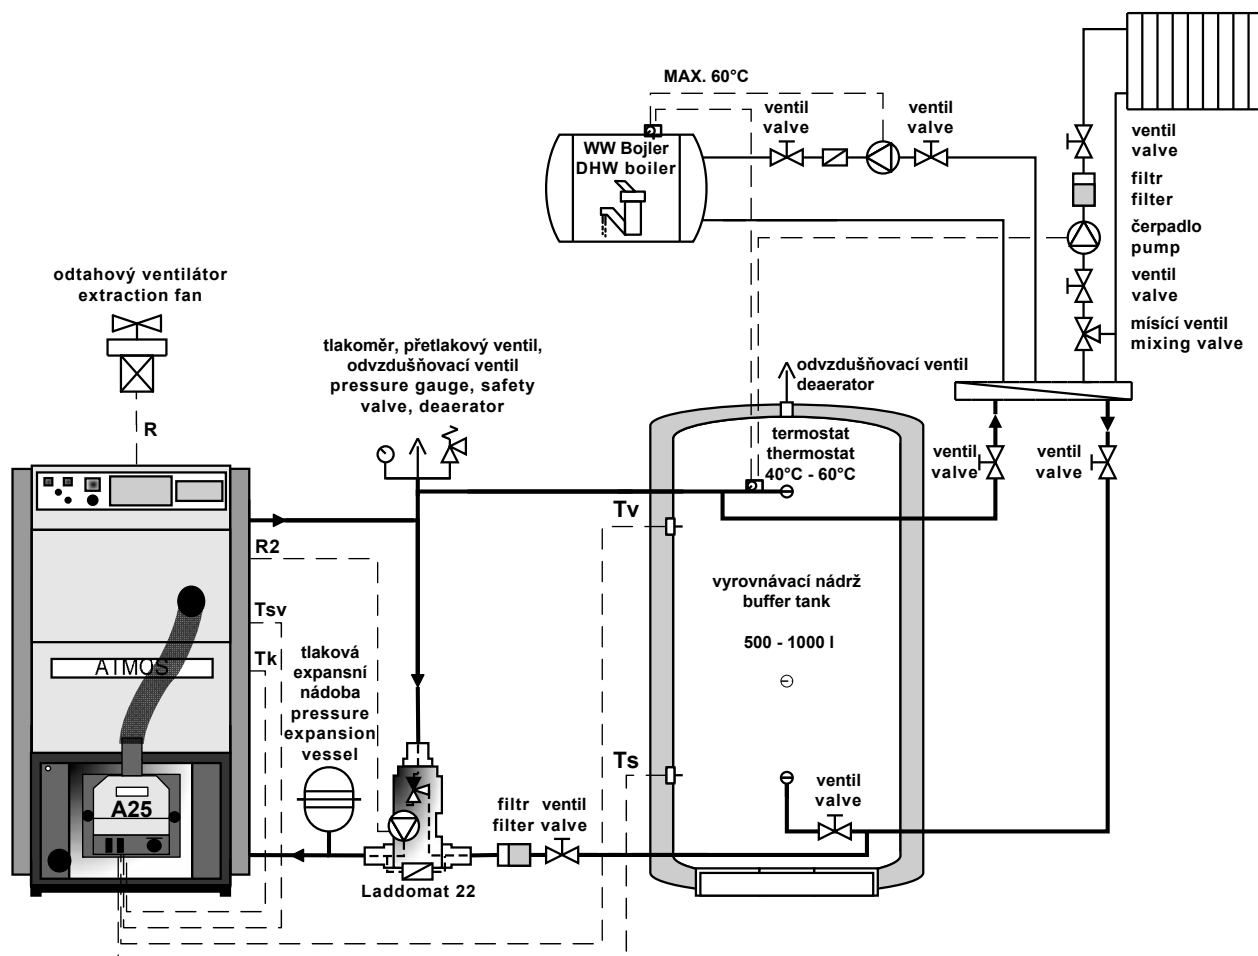 MAX. 60°C
ventil
valve
ventil
valve
WW Bojler
DHW boiler
ventil
valve
filtr
filter
čerpadlo
pump
ventil
valve
mísící ventil
mixing valve
odtahový ventilátor
extraction fan
R
tlakoměr, přetlakový ventil,
odvzdušňovací ventil
pressure gauge, safety
valve, deaerator
odvzdušňovací ventil
deaerator
termostat
thermostat
40°C - 60°C
ventil
valve
ventil
valve
Tv
R2
Tsv
Tk
ATMOS
A25
tlaková
expansní
nádoba
pressure
expansion
vessel
vyrovnávací nádrž
buffer tank
500 - 1000 l
Ts
ventil
valve
filtr ventil
filter valve
Laddomat 22